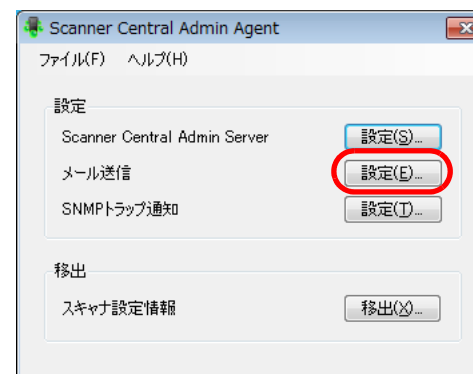 Scanner Central Admin Agent
ファイル(F) ヘルプ(H)
設定
Scanner Central Admin Server 設定(S)...
メール送信 設定(E)...
SNMPトラップ通知 設定(T)...
移出
スキャナ設定情報 移出(X)...